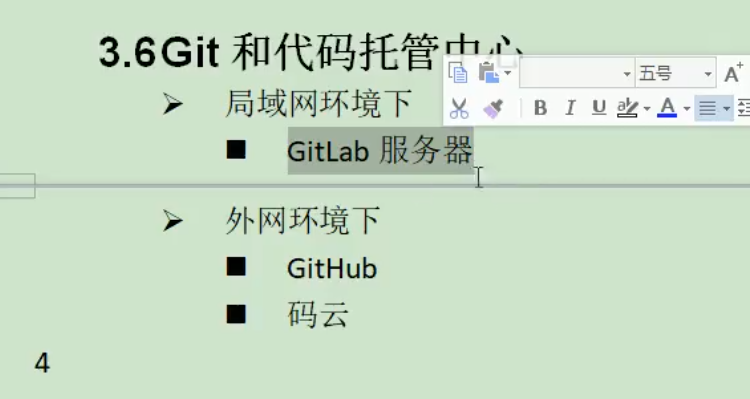 3.6Git 和代码托管中心
五号 A+
局域网环境下
B I U ab A
GitLab 服务器
外网环境下
GitHub
码云
4